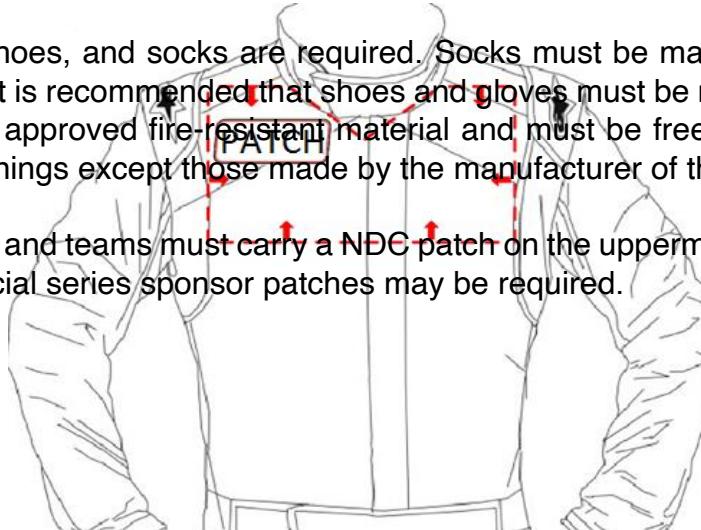 hoes, and socks are required. Socks must be ma
t is recommended that shoes and gloves must be
approved fire-resistant material and must be free
PATCH
nings except those made by the manufacturer of th
and teams must carry a NDC patch on the upperm
cial series sponsor patches may be required.